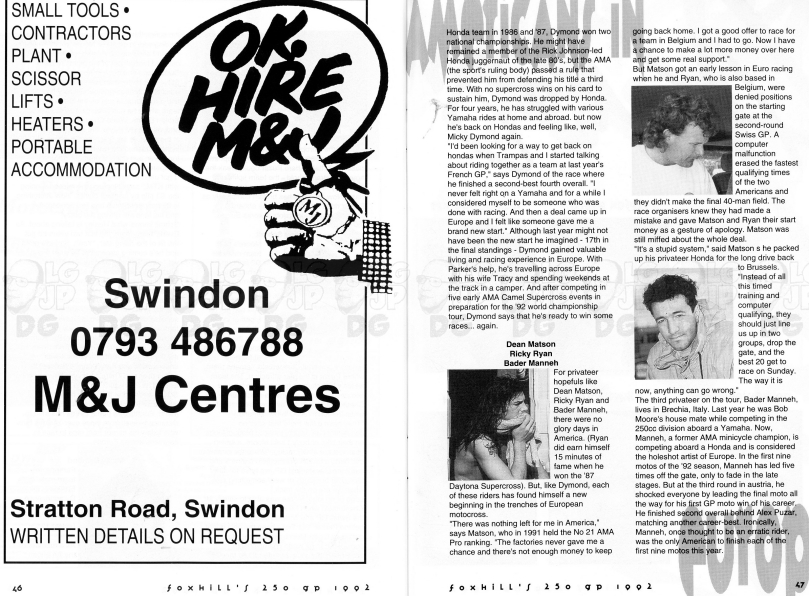 SMALL TOOLS •
CONTRACTORS
PLANT •
SCISSOR
LIFTS •
HEATERS •
PORTABLE
ACCOMMODATION
OK.
HIRE
M&J
MJ
Swindon
0793 486788
M&J Centres
Stratton Road, Swindon
WRITTEN DETAILS ON REQUEST
46
foxhill's 250 gp 1992
AMERICANS IN
Honda team in 1986 and '87, Dymond won two
national championships. He might have
remained a member of the Rick Johnson-led
Honda juggernaut of the late 80's, but the AMA
(the sport's ruling body) passed a rule that
prevented him from defending his title a third
time. With no supercross wins on his card to
sustain him, Dymond was dropped by Honda.
For four years, he has struggled with various
Yamaha rides at home and abroad. but now
he's back on Hondas and feeling like, well,
Micky Dymond again.
"I'd been looking for a way to get back on
hondas when Trampas and I started talking
about riding together as a team at last year's
French GP," says Dymond of the race where
he finished a second-best fourth overall. "I
never felt right on a Yamaha and for a while I
considered myself to be someone who was
done with racing. And then a deal came up in
Europe and I felt like someone gave me a
brand new start." Although last year might not
have been the new start he imagined - 17th in
the final standings - Dymond gained valuable
living and racing experience in Europe. With
Parker's help, he's travelling across Europe
with his wife Tracy and spending weekends at
the track in a camper. And after competing in
five early AMA Camel Supercross events in
preparation for the '92 world championship
tour, Dymond says that he's ready to win some
races... again.
Dean Matson
Ricky Ryan
Bader Manneh
For privateer
hopefuls like
Dean Matson,
Ricky Ryan and
Bader Manneh,
there were no
glory days in
America. (Ryan
did earn himself
15 minutes of
fame when he
won the '87
Daytona Supercross). But, like Dymond, each
of these riders has found himself a new
beginning in the trenches of European
motocross.
"There was nothing left for me in America,"
says Matson, who in 1991 held the No 21 AMA
Pro ranking. "The factories never gave me a
chance and there's not enough money to keep
going back home. I got a good offer to race for
a team in Belgium and I had to go. Now I have
a chance to make a lot more money over here
and get some real support."
But Matson got an early lesson in Euro racing
when he and Ryan, who is also based in
Belgium, were
denied positions
on the starting
gate at the
second-round
Swiss GP. A
computer
malfunction
erased the fastest
qualifying times
of the two
Americans and
they didn't make the final 40-man field. The
race organisers knew they had made a
mistake and gave Matson and Ryan their start
money as a gesture of apology. Matson was
still miffed about the whole deal.
"It's a stupid system," said Matson s he packed
up his privateer Honda for the long drive back
to Brussels.
"Instead of all
this timed
training and
computer
qualifying, they
should just line
us up in two
groups, drop the
gate, and the
best 20 get to
race on Sunday.
The way it is
now, anything can go wrong."
The third privateer on the tour, Bader Manneh,
lives in Brechia, Italy. Last year he was Bob
Moore's house mate while competing in the
250cc division aboard a Yamaha. Now,
Manneh, a former AMA minicycle champion, is
competing aboard a Honda and is considered
the holeshot artist of Europe. In the first nine
motos of the '92 season, Manneh has led five
times off the gate, only to fade in the late
stages. But at the third round in austria, he
shocked everyone by leading the final moto all
the way for his first GP moto win of his career.
He finished second overall behind Alex Puzar,
matching another career-best. Ironically,
Manneh, once thought to be an erratic rider,
was the only American to finish each of the
first nine motos this year.
foxhill's 250 gp 1992
47